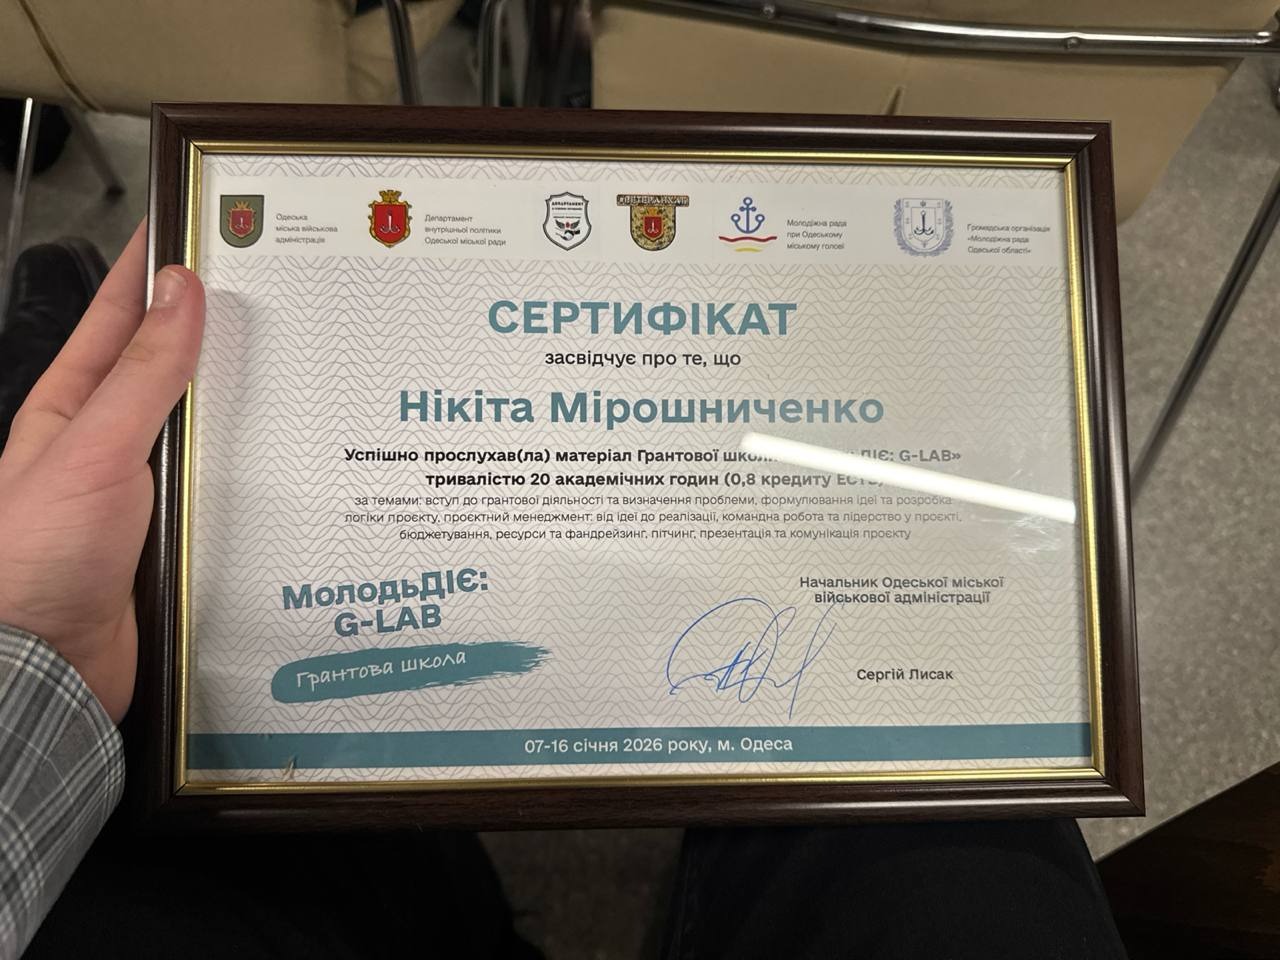 Одеська
міська військова
адміністрація
Департамент
внутрішньої політики
Одеської міської ради
ДЕПАРТАМЕНТ
Молодіжна рада
при Одеському
міському голові
Громадська організація
«Молодіжна рада
Одеської області»
СЕРТИФІКАТ
засвідчує про те, що
Нікіта Мірошниченко
Успішно прослухав(ла) матеріал Грантової школи G-LAB»
тривалістю 20 академічних годин (0,8 кредиту ЕСТS)
за темами: вступ до грантової діяльності та визначення проблеми, формулювання ідеї та розробка
логіки проєкту, проєктний менеджмент: від ідеї до реалізації, командна робота та лідерство у проєкті,
бюджетування, ресурси та фандрейзинг, пітчинг, презентація та комунікація проєкту
МолодьДІЄ:
G-LAB
Грантова школа
Начальник Одеської міської
військової адміністрації
Сергій Лисак
07-16 січня 2026 року, м. Одеса